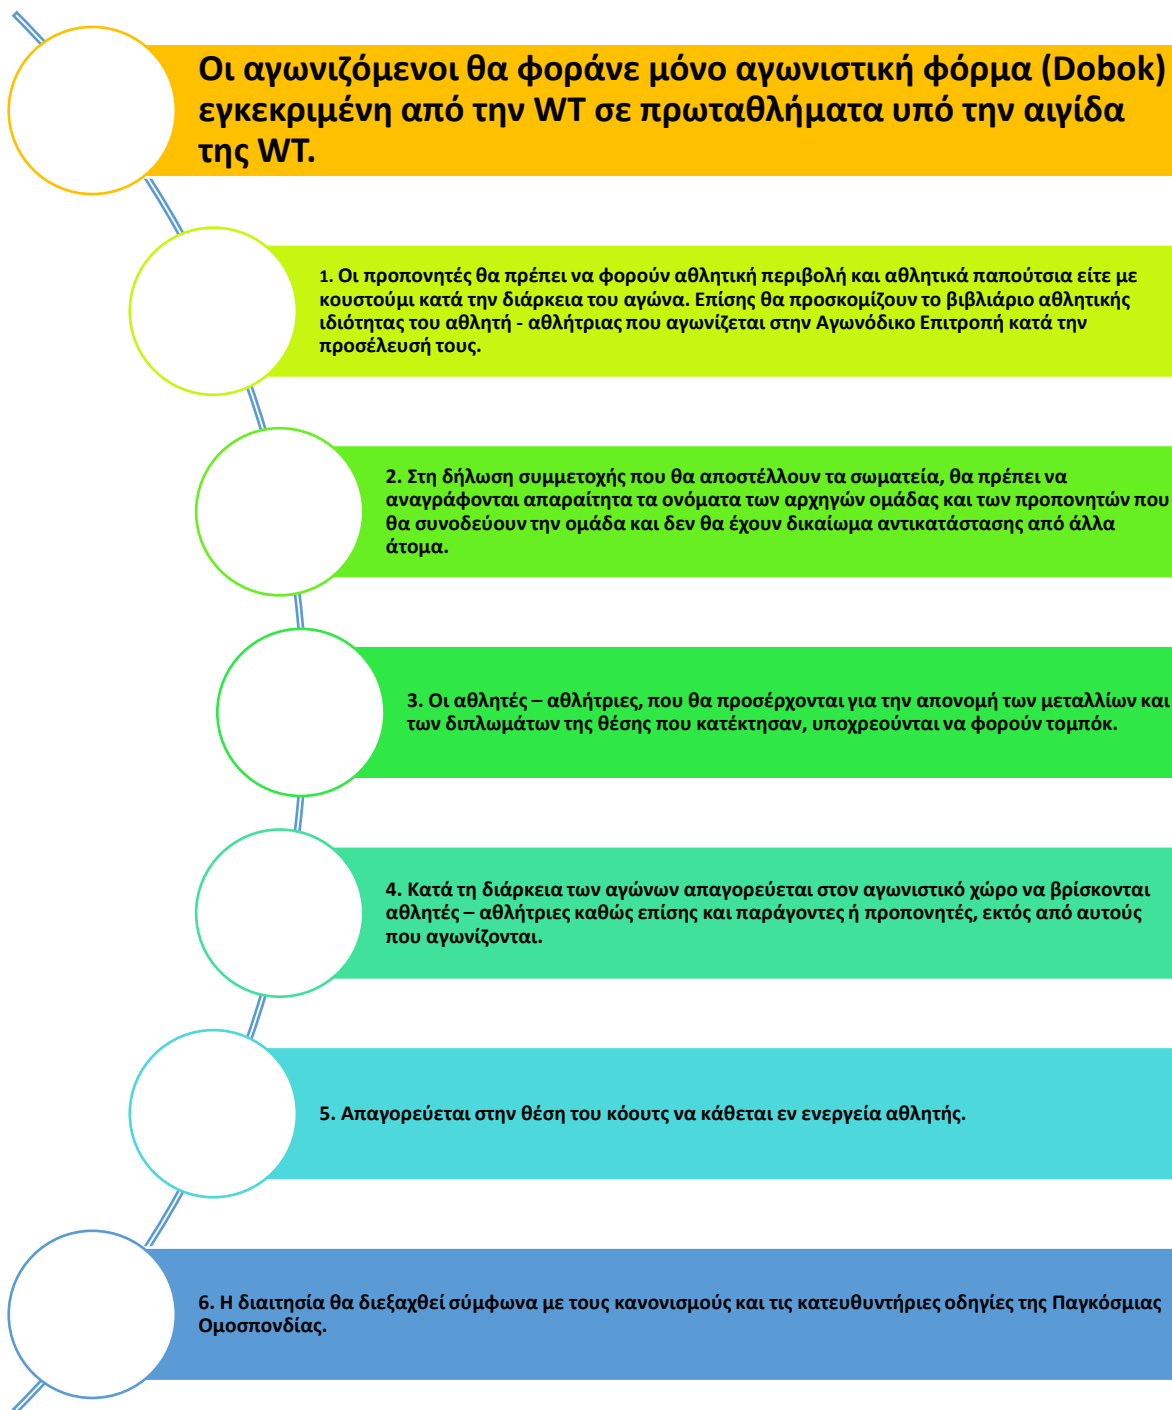 Οι αγωνιζόμενοι θα φοράνε μόνο αγωνιστική φόρμα (Dobok)
εγκεκριμένη από την WT σε πρωταθλήματα υπό την αιγίδα
της WT.
1. Οι προπονητές θα πρέπει να φορούν αθλητική περιβολή και αθλητικά παπούτσια είτε με
κουστούμι κατά την διάρκεια του αγώνα. Επίσης θα προσκομίζουν το βιβλιάριο αθλητικής
ιδιότητας του αθλητή - αθλήτριας που αγωνίζεται στην Αγωνόδικο Επιτροπή κατά την
προσέλευσή τους.
2. Στη δήλωση συμμετοχής που θα αποστέλλουν τα σωματεία, θα πρέπει να
αναγράφονται απαραίτητα τα ονόματα των αρχηγών ομάδας και των προπονητών που
θα συνοδεύουν την ομάδα και δεν θα έχουν δικαίωμα αντικατάστασης από άλλα
άτομα.
3. Οι αθλητές – αθλήτριες, που θα προσέρχονται για την απονομή των μεταλλίων και
των διπλωμάτων της θέσης που κατέκτησαν, υποχρεούνται να φορούν τομπόκ.
4. Κατά τη διάρκεια των αγώνων απαγορεύεται στον αγωνιστικό χώρο να βρίσκονται
αθλητές – αθλήτριες καθώς επίσης και παράγοντες ή προπονητές, εκτός από αυτούς
που αγωνίζονται.
5. Απαγορεύεται στην θέση του κόουτς να κάθεται εν ενεργεία αθλητής.
6. Η διαιτησία θα διεξαχθεί σύμφωνα με τους κανονισμούς και τις κατευθυντήριες οδηγίες της Παγκόσμιας
Ομοσπονδίας.